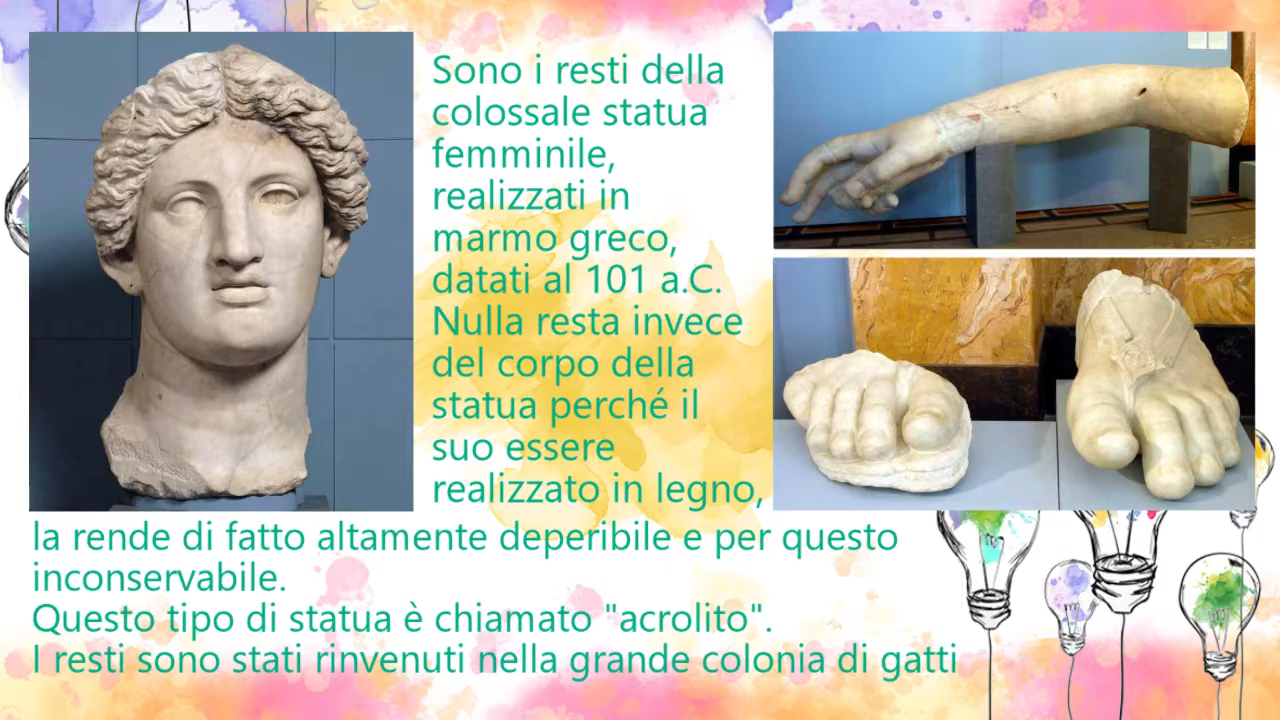 Sono i resti della
colossale statua
femminile,
realizzati in
marmo greco,
datati al 101 a.C.
Nulla resta invece
del corpo della
statua perché il
suo essere
realizzato in legno,
la rende di fatto altamente deperibile e per questo
inconservabile.
Questo tipo di statua è chiamato "acrolito".
I resti sono stati rinvenuti nella grande colonia di gatti